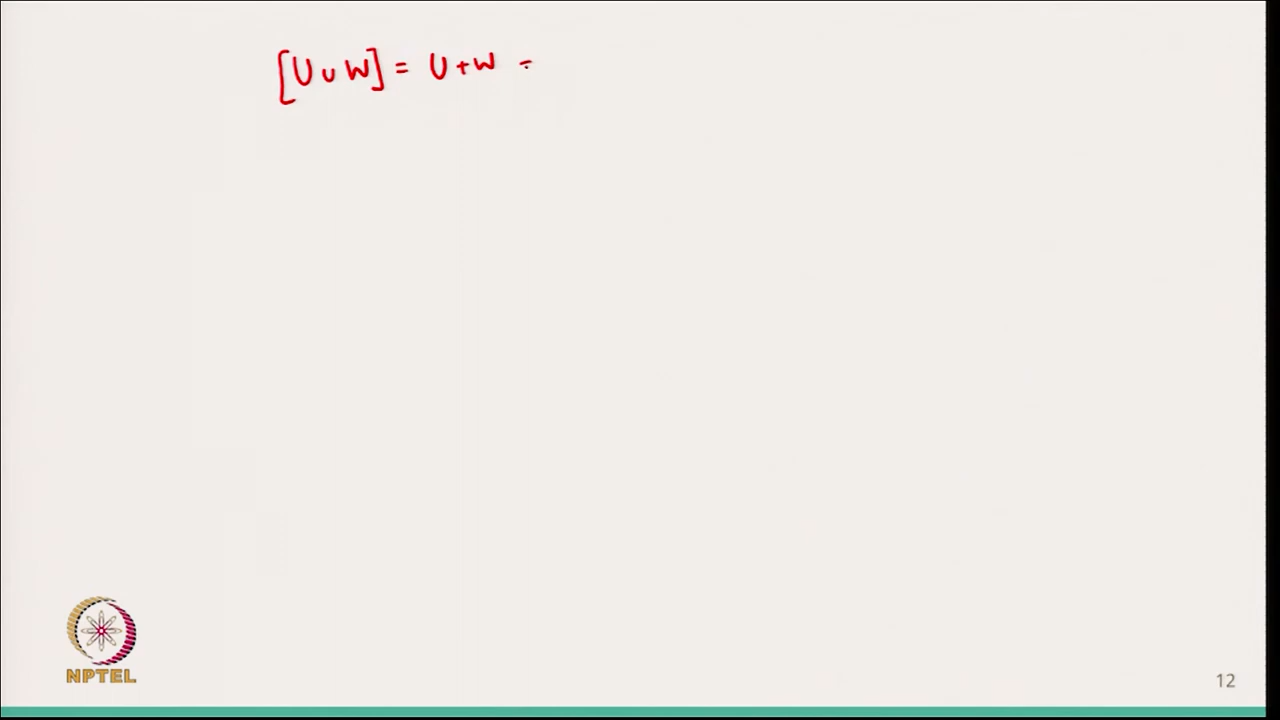 [U ∪ W] = U + W =
NPTEL
12